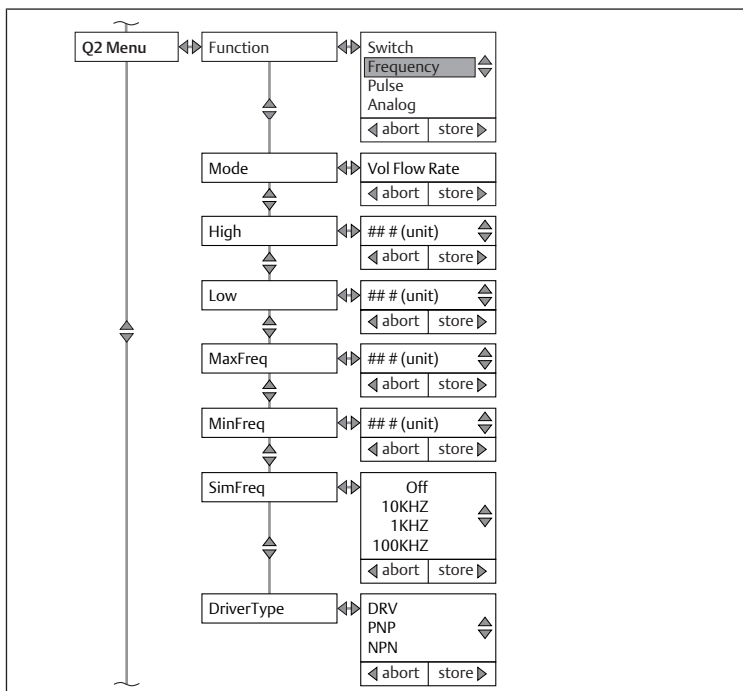 Q2 Menu Function Switch
Frequency
Pulse
Analog
abort store
Mode Vol Flow Rate
abort store
High ## # (unit)
abort store
Low ## # (unit)
abort store
MaxFreq ## # (unit)
abort store
MinFreq ## # (unit)
abort store
SimFreq Off
10KHZ
1KHZ
100KHZ
abort store
DriverType DRV
PNP
NPN
abort store